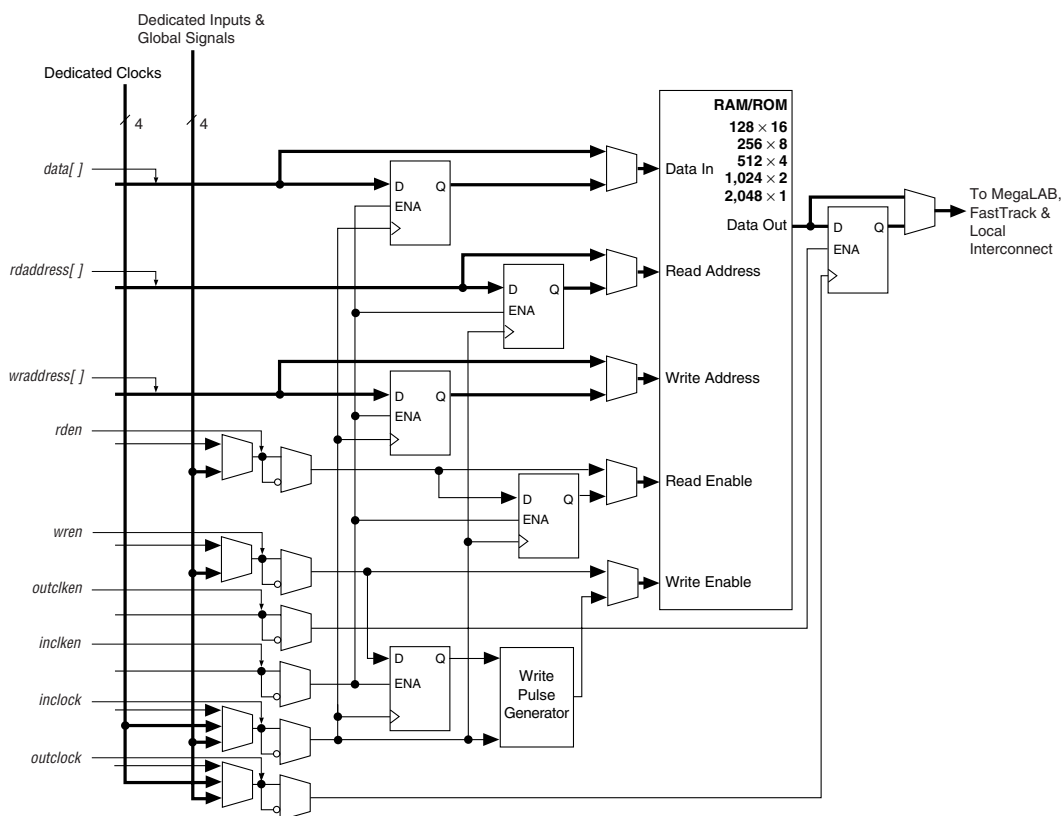 Dedicated Inputs &
Global Signals
Dedicated Clocks
4
4
RAM/ROM
128 × 16
256 × 8
512 × 4
1,024 × 2
2,048 × 1
data[ ]
D
Q
ENA
Data In
Data Out
D
Q
ENA
To MegaLAB,
FastTrack &
Local
Interconnect
rdaddress[ ]
D
Q
ENA
Read Address
wraddress[ ]
D
Q
ENA
Write Address
rden
D
Q
ENA
Read Enable
wren
Write Enable
outclken
inclken
D
Q
ENA
Write
Pulse
Generator
inclock
outclock